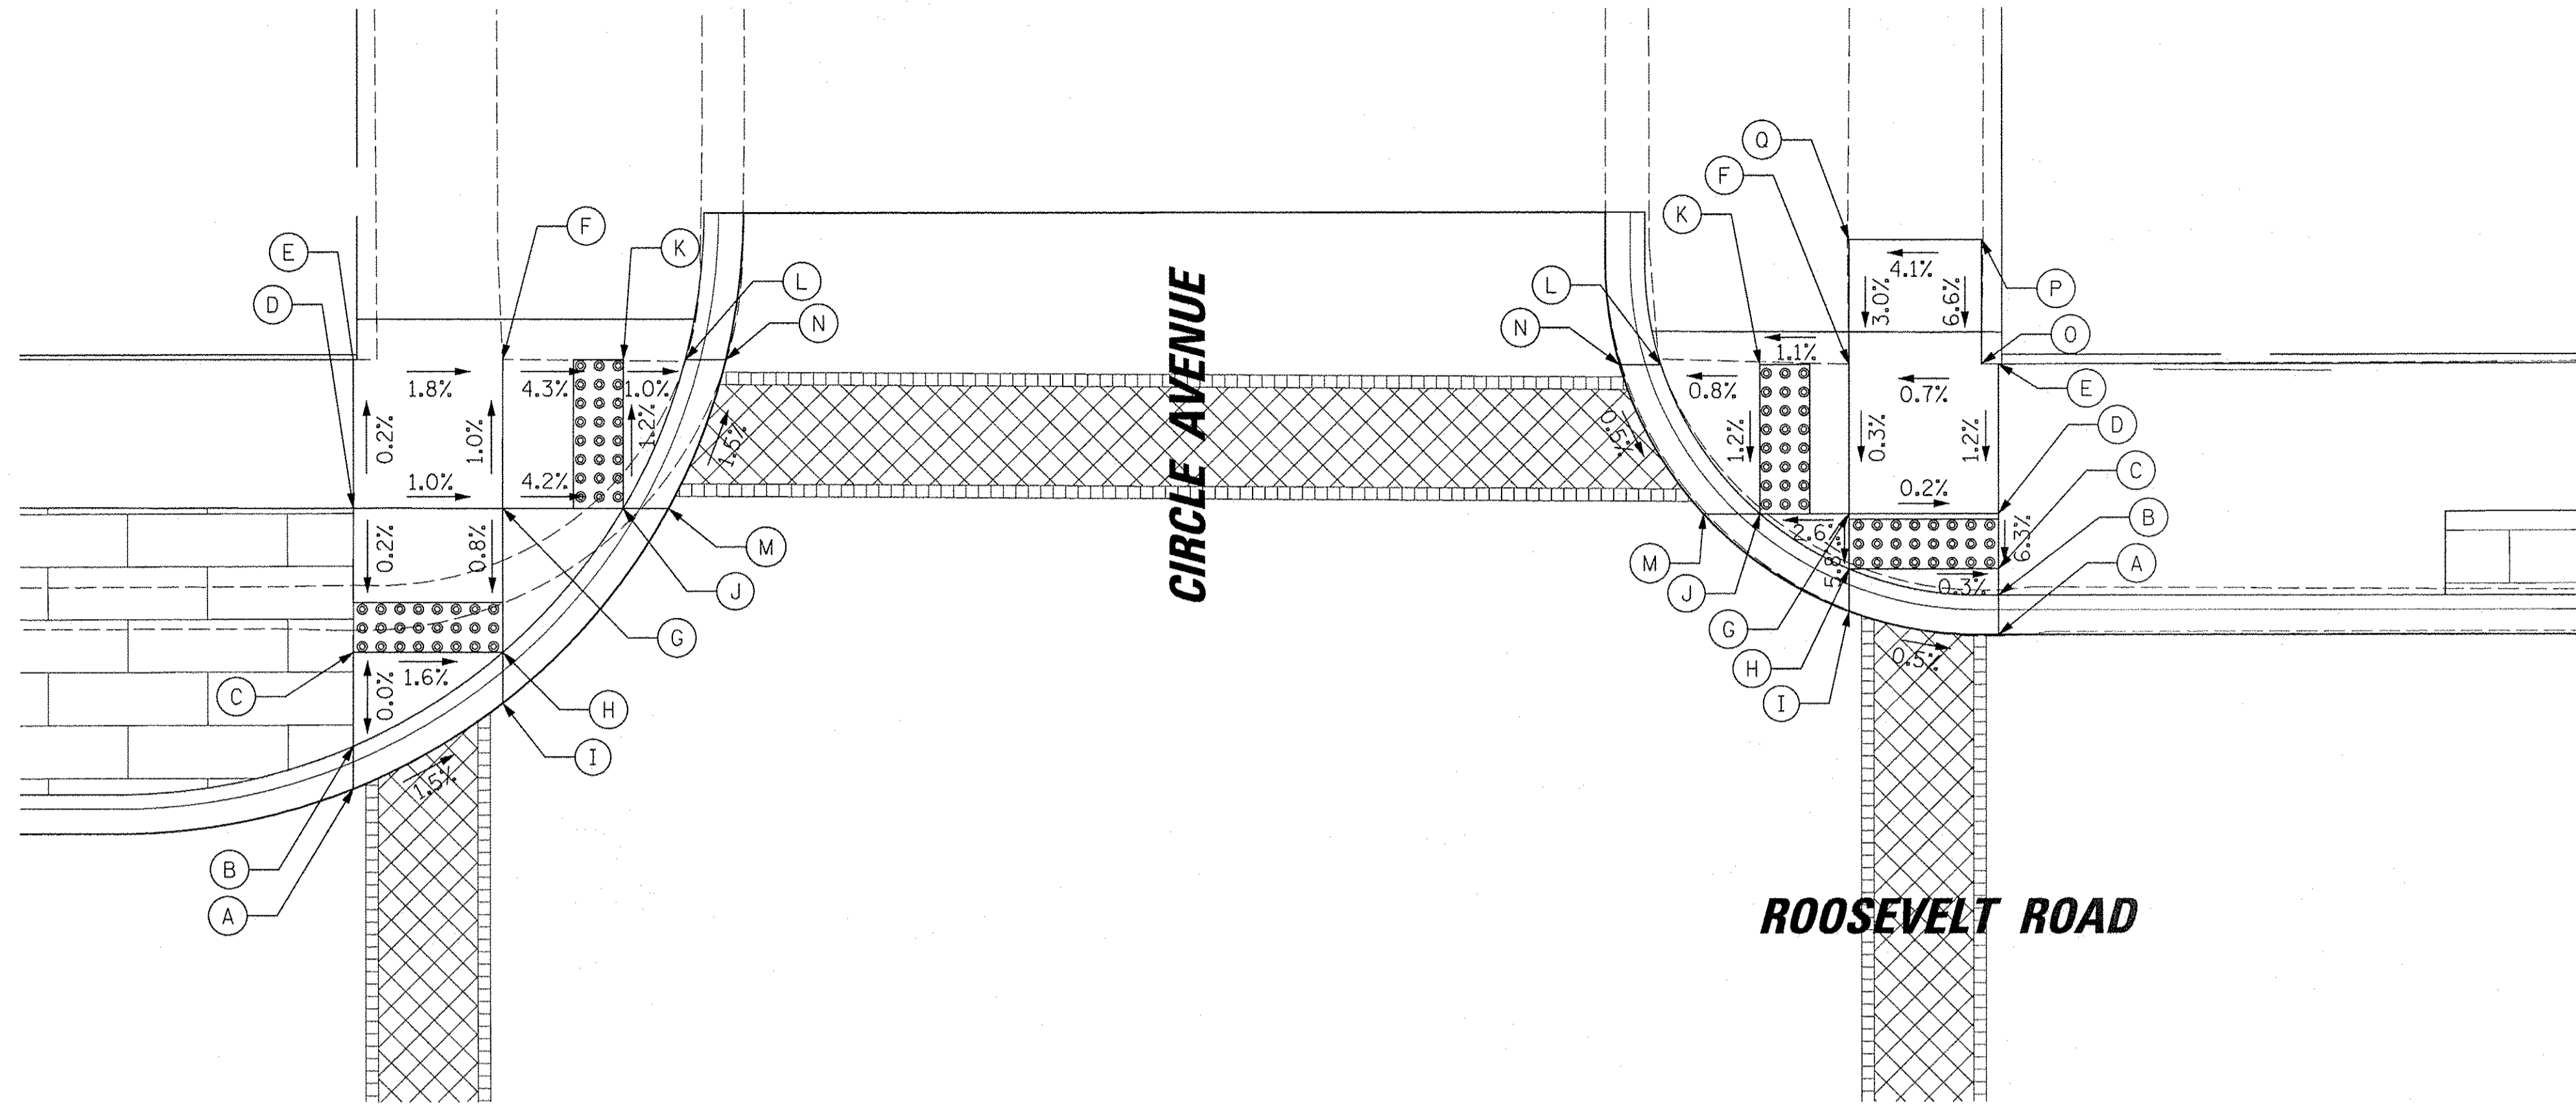 Q
F
K
E
D
F
K
L
N
L
N
4.1%
3.0%
6.6%
P
O
E
D
C
B
A
1.8%
4.3%
1.0%
0.2%
1.0%
1.2%
1.5%
1.0%
4.2%
0.2%
0.8%
M
J
G
C
1.6%
0.0%
H
I
B
A
1.5%
CIRCLE AVENUE
1.1%
0.8%
0.7%
0.5%
1.2%
0.3%
1.2%
0.2%
2.6%
6.3%
5.8%
0.3%
M
J
G
H
I
0.5%
ROOSEVELT ROAD